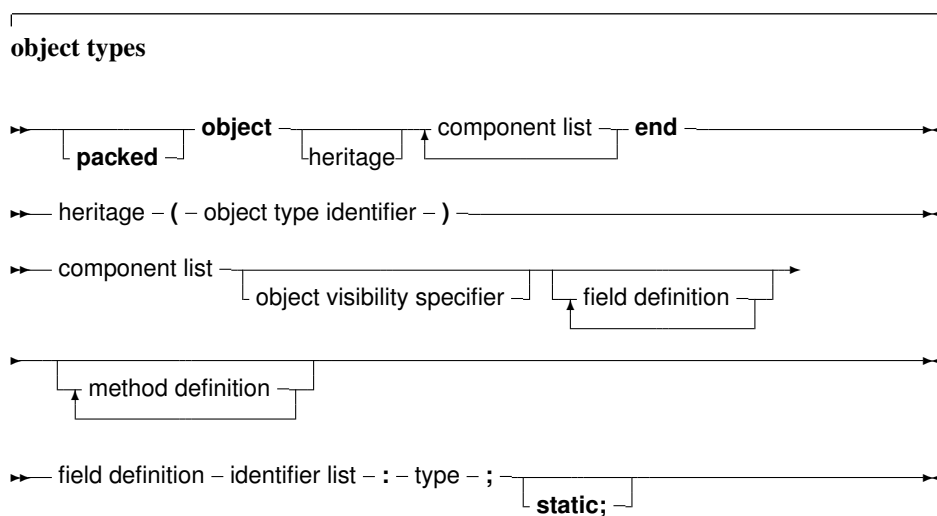 object types
object component list end
packed heritage
heritage ( object type identifier )
component list
object visibility specifier field definition
method definition
field definition identifier list : type ;
static;